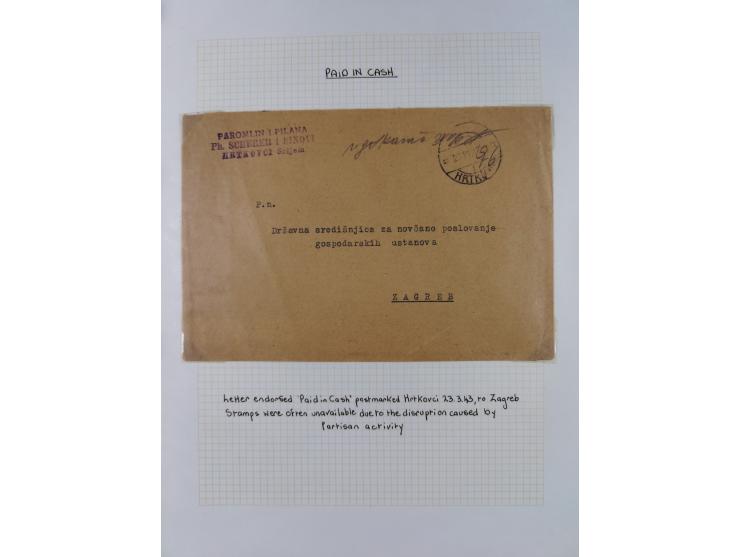 PAID IN CASH
PAROMLIN I PILANA
Ph. SCHERER I SINOVI
HRTKOVCI Srijem
u gotkami
HRTKO
P.n.
Državna središnjica za novčano poslovanje
gospodarskih ustanova
ZAGREB
Letter endorsed 'Paid in Cash' postmarked Hrtkovci 23.3.43, to Zagreb
Stamps were often unavailable due to the disruption caused by
Partisan activity